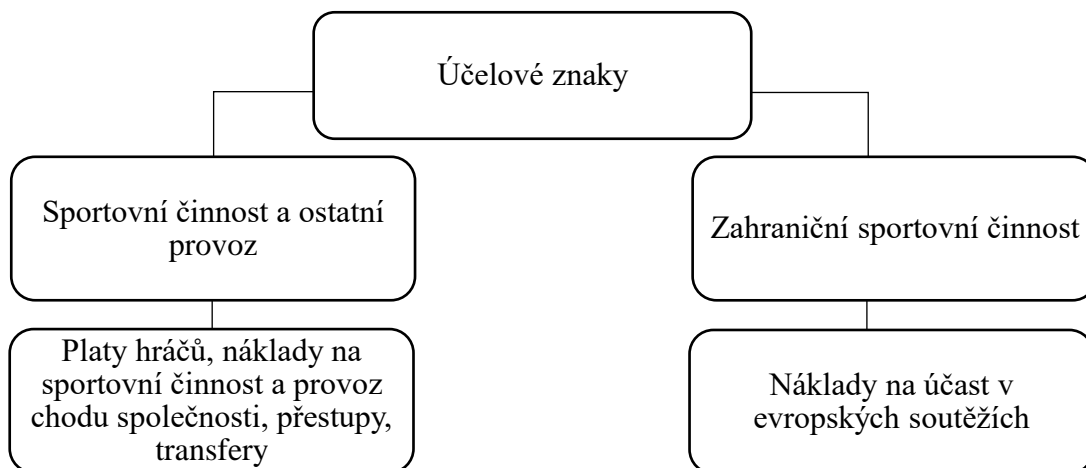 Účelové znaky
Sportovní činnost a ostatní
provoz
Zahraniční sportovní činnost
Platy hráčů, náklady na
sportovní činnost a provoz
chodu společnosti, přestupy,
transfery
Náklady na účast v
evropských soutěžích